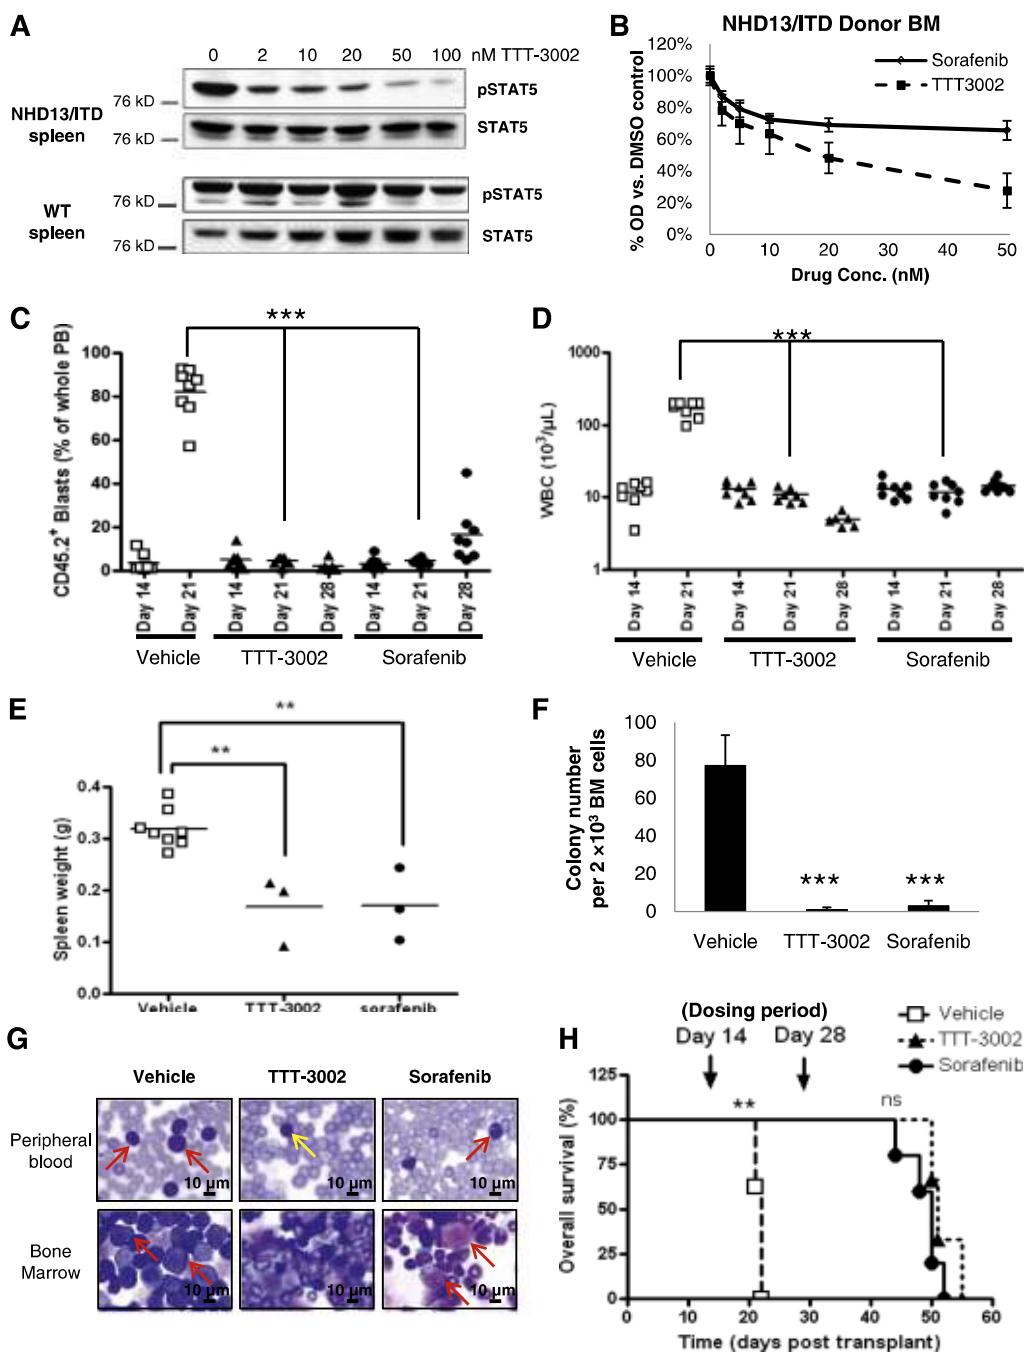 A
0 2 10 20 50 100 nM TTT-3002
NHD13/ITD
spleen
76 kD
pSTAT5
76 kD
STAT5
WT
spleen
76 kD
pSTAT5
76 kD
STAT5
B
NHD13/ITD Donor BM
% OD vs. DMSO control
120%
100%
80%
60%
40%
20%
0%
Sorafenib
TTT3002
0 10 20 30 40 50
Drug Conc. (nM)
C
CD45.2+ Blasts (% of whole PB)
100
80
60
40
20
0
***
Day 14 Day 21 Day 14 Day 21 Day 28 Day 14 Day 21 Day 28
Vehicle TTT-3002 Sorafenib
D
WBC (10³/µL)
1000
100
10
1
***
Day 14 Day 21 Day 14 Day 21 Day 28 Day 14 Day 21 Day 28
Vehicle TTT-3002 Sorafenib
E
Spleen weight (g)
0.4
0.3
0.2
0.1
0.0
**
**
Vehicle TTT-3002 sorafenib
F
Colony number
per 2 ×10³ BM cells
100
80
60
40
20
0
*** ***
Vehicle TTT-3002 Sorafenib
G
Vehicle TTT-3002 Sorafenib
Peripheral
blood
10 µm 10 µm 10 µm
Bone
Marrow
10 µm 10 µm 10 µm
H
(Dosing period)
Day 14 Day 28
Vehicle
TTT-3002
Sorafenib
Overall survival (%)
125
100
75
50
25
0
** ns
0 10 20 30 40 50 60
Time (days post transplant)